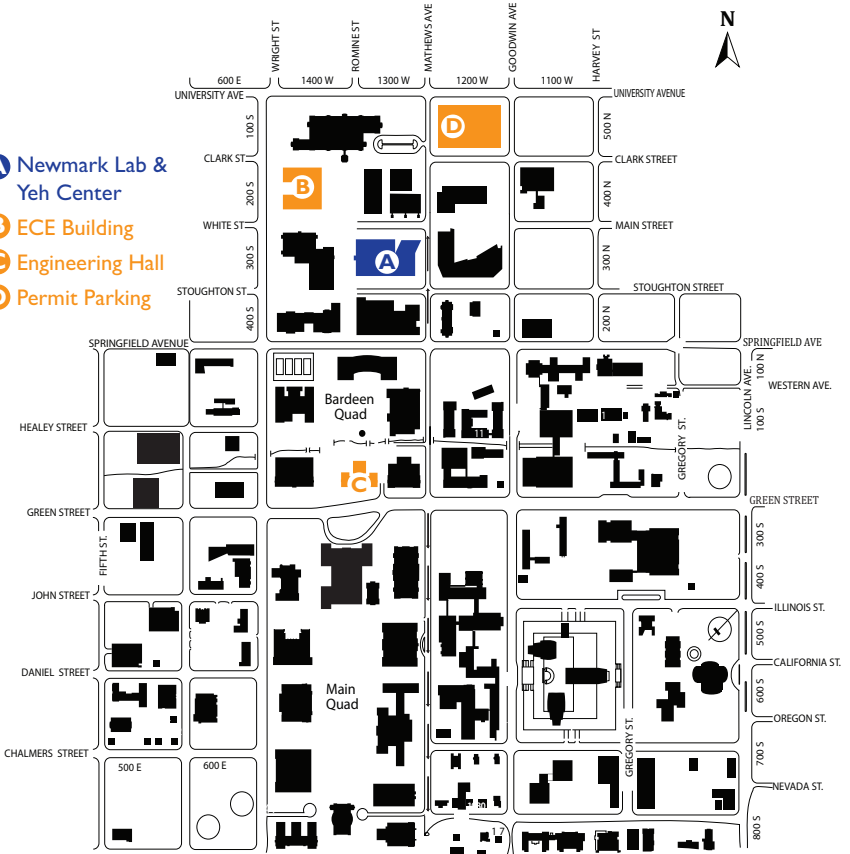 N
WRIGHT ST
ROMINE ST
MATHEWS AVE
GOODWIN AVE
HARVEY ST
600 E
1400 W
1300 W
1200 W
1100 W
UNIVERSITY AVE
UNIVERSITY AVENUE
100 S
500 N
D
CLARK ST.
CLARK STREET
A Newmark Lab &
Yeh Center
B ECE Building
C Engineering Hall
D Permit Parking
B
200 S
400 N
WHITE ST
MAIN STREET
300 S
A
300 N
STOUGHTON ST.
STOUGHTON STREET
400 S
200 N
SPRINGFIELD AVENUE
SPRINGFIELD AVE
100 N
WESTERN AVE.
LINCOLN AVE.
100 S
Bardeen
Quad
11
1
HEALEY STREET
GREGORY ST.
C
GREEN STREET
GREEN STREET
300 S
FIFTH ST.
400 S
JOHN STREET
ILLINOIS ST.
500 S
CALIFORNIA ST.
DANIEL STREET
600 S
Main
Quad
OREGON ST.
GREGORY ST.
700 S
CHALMERS STREET
500 E
600 E
NEVADA ST.
80
17
800 S